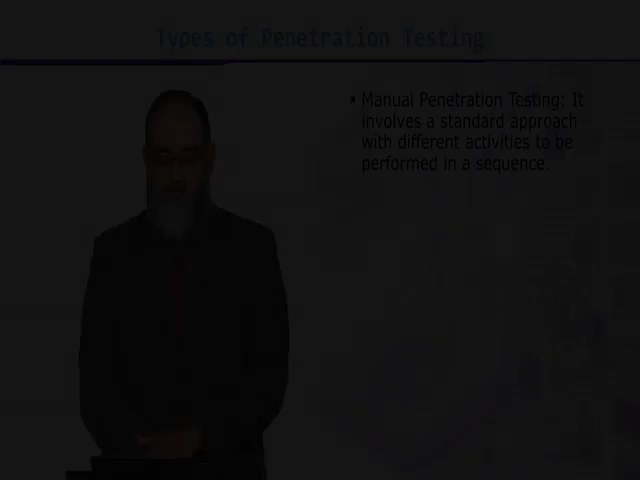 Types of Penetration Testing
• Manual Penetration Testing: It
involves a standard approach
with different activities to be
performed in a sequence.